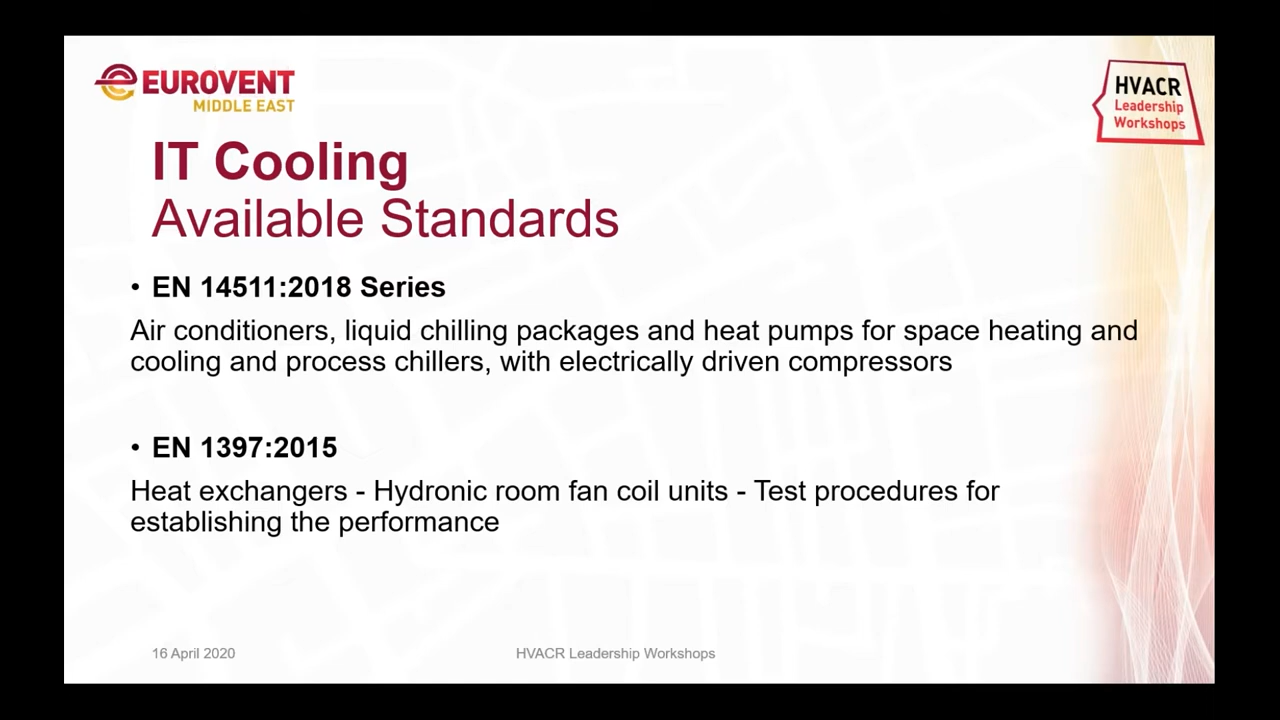 EUROVENT
MIDDLE EAST
HVACR
Leadership
Workshops
IT Cooling
Available Standards
• EN 14511:2018 Series
Air conditioners, liquid chilling packages and heat pumps for space heating and
cooling and process chillers, with electrically driven compressors
• EN 1397:2015
Heat exchangers - Hydronic room fan coil units - Test procedures for
establishing the performance
16 April 2020
HVACR Leadership Workshops